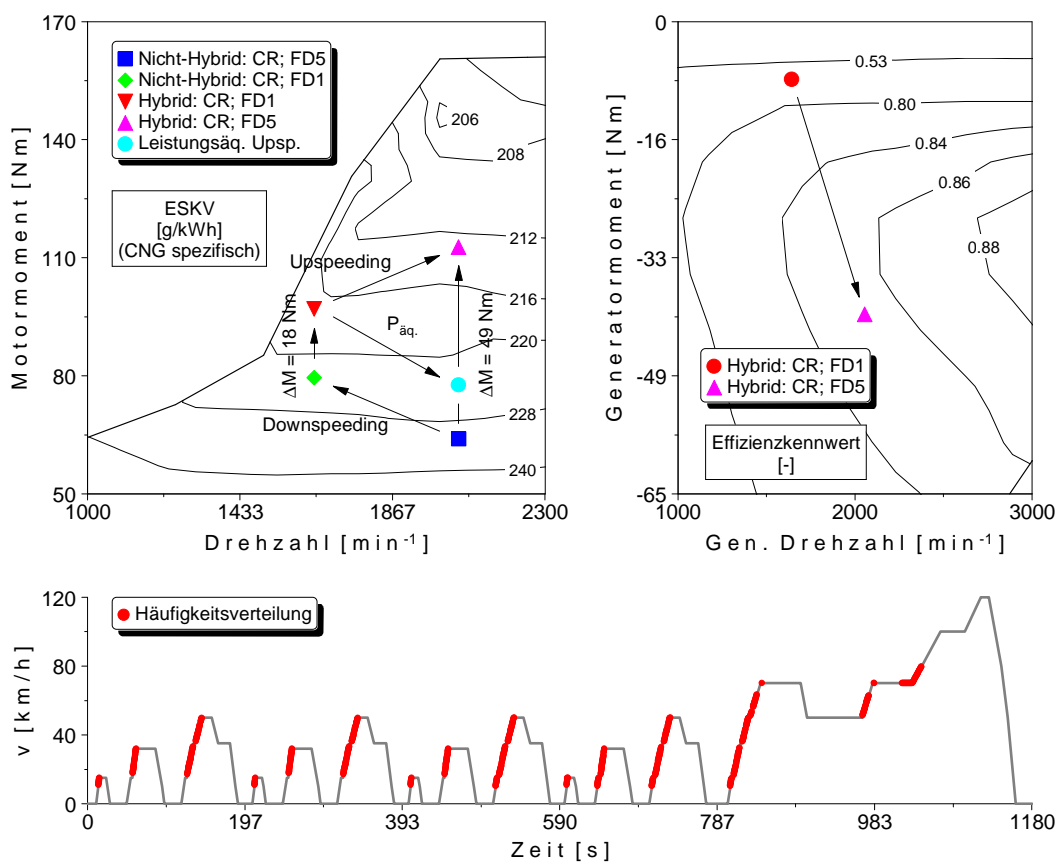 170
140
110
80
50
Motormoment [Nm]
Nicht-Hybrid: CR; FD5
Nicht-Hybrid: CR; FD1
Hybrid: CR; FD1
Hybrid: CR; FD5
Leistungsäq. Upsp.
ESKV
[g/kWh]
(CNG spezifisch)
206
208
212
216
220
228
240
Upspeeding
Päq.
ΔM = 18 Nm
ΔM = 49 Nm
Downspeeding
1000
1433
1867
2300
Drehzahl [min-1]
0
-16
-33
-49
-65
Generatormoment [Nm]
0.53
0.80
0.84
0.86
0.88
Hybrid: CR; FD1
Hybrid: CR; FD5
Effizienzkennwert
[-]
1000
2000
3000
Gen. Drehzahl [min-1]
120
80
40
0
v [km/h]
Häufigkeitsverteilung
0
197
393
590
787
983
1180
Zeit [s]